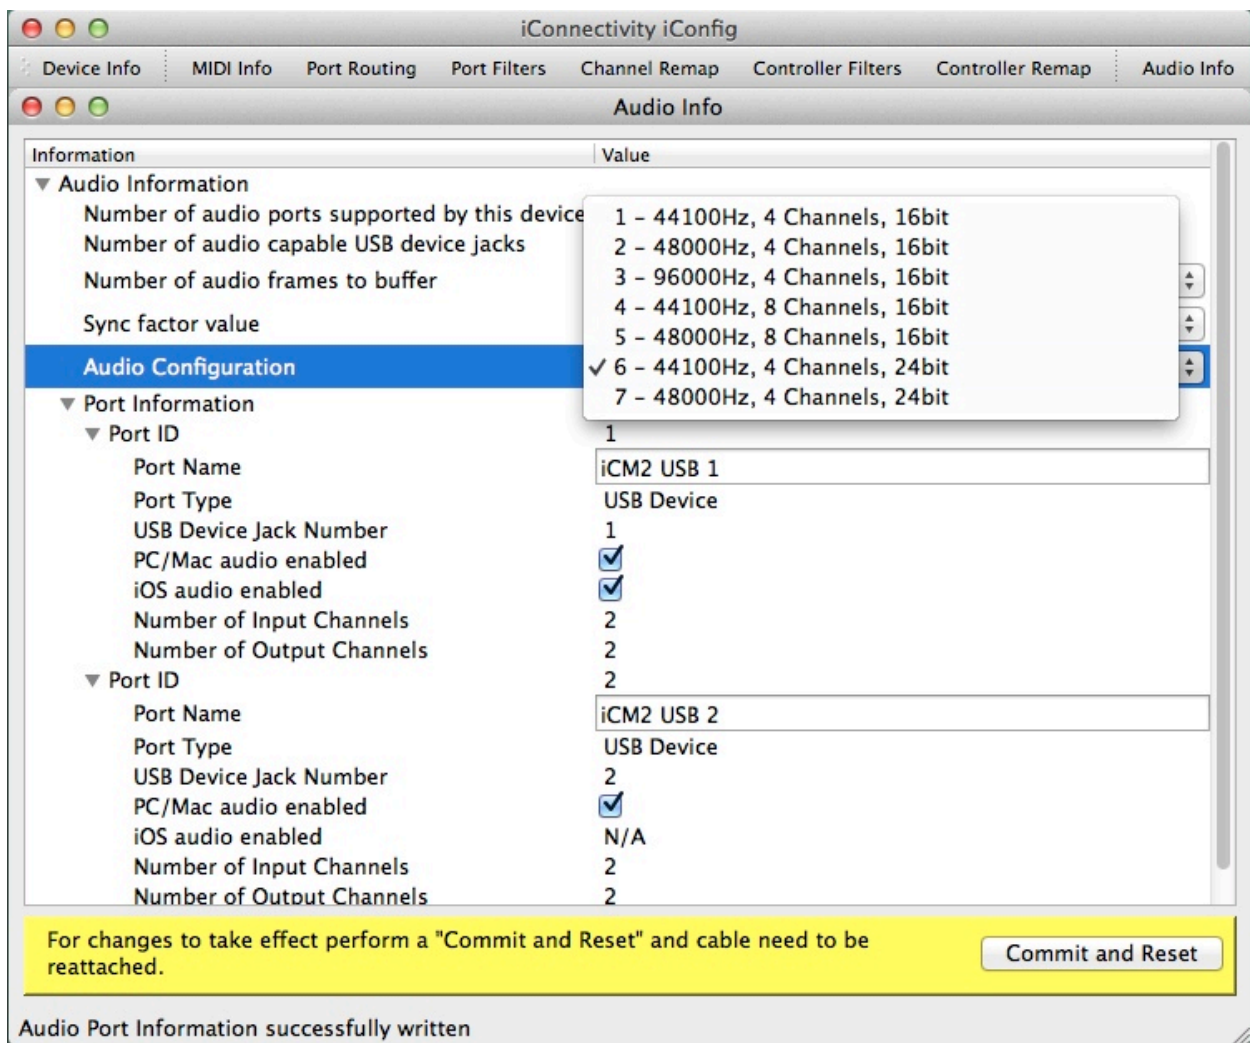 iConnectivity iConfig
Device Info MIDI Info Port Routing Port Filters Channel Remap Controller Filters Controller Remap Audio Info
Audio Info
Information Value
Audio Information
Number of audio ports supported by this device
1 – 44100Hz, 4 Channels, 16bit
Number of audio capable USB device jacks
2 – 48000Hz, 4 Channels, 16bit
Number of audio frames to buffer
3 – 96000Hz, 4 Channels, 16bit
4 – 44100Hz, 8 Channels, 16bit
Sync factor value
5 – 48000Hz, 8 Channels, 16bit
Audio Configuration
6 – 44100Hz, 4 Channels, 24bit
7 – 48000Hz, 4 Channels, 24bit
Port Information
Port ID 1
Port Name iCM2 USB 1
Port Type USB Device
USB Device Jack Number 1
PC/Mac audio enabled
iOS audio enabled
Number of Input Channels 2
Number of Output Channels 2
Port ID 2
Port Name iCM2 USB 2
Port Type USB Device
USB Device Jack Number 2
PC/Mac audio enabled
iOS audio enabled N/A
Number of Input Channels 2
Number of Output Channels 2
For changes to take effect perform a "Commit and Reset" and cable need to be
reattached.
Commit and Reset
Audio Port Information successfully written